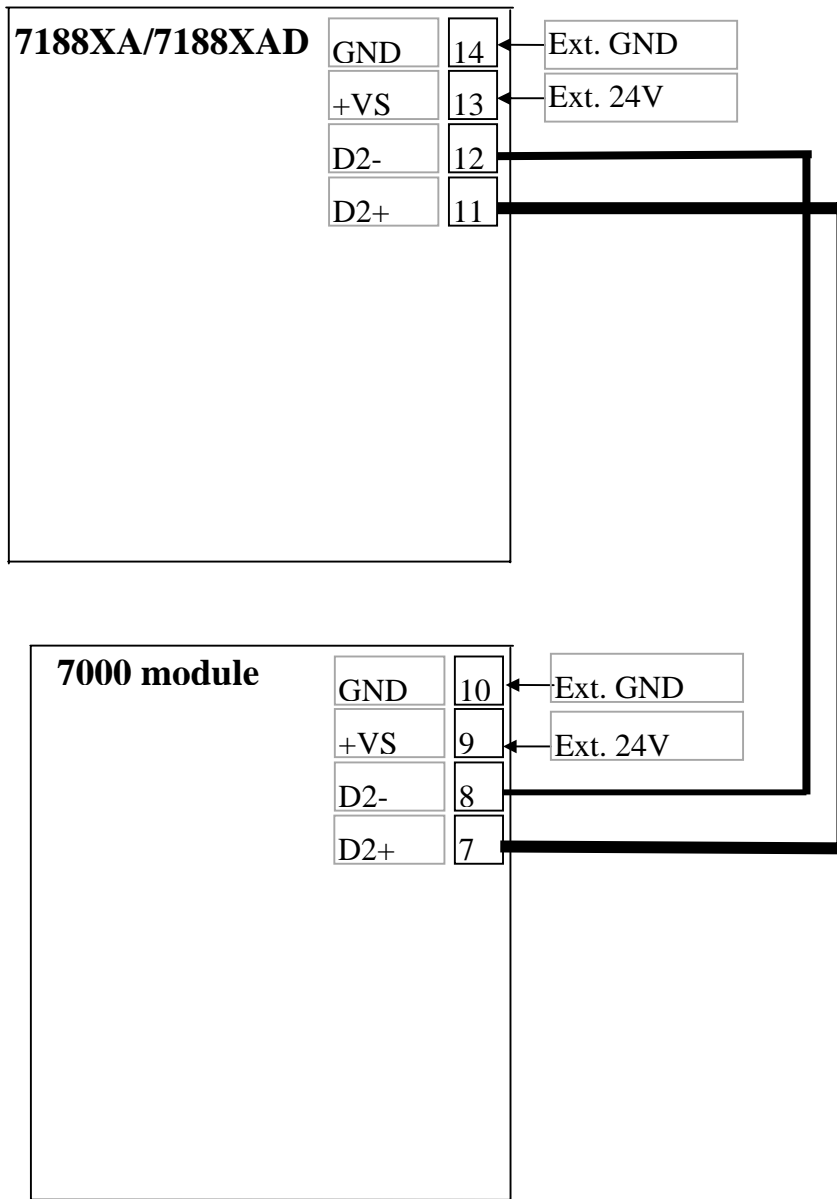 7188XA/7188XAD GND 14 Ext. GND
+VS 13 Ext. 24V
D2- 12
D2+ 11
7000 module GND 10 Ext. GND
+VS 9 Ext. 24V
D2- 8
D2+ 7